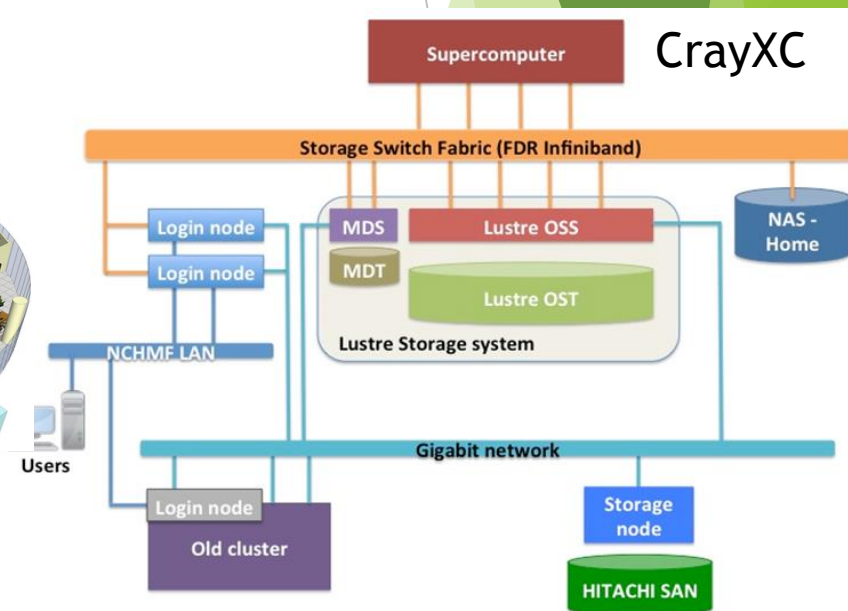 Supercomputer
CrayXC
Storage Switch Fabric (FDR Infiniband)
Login node
MDS
Lustre OSS
NAS -
Home
Login node
MDT
Lustre OST
NCHMF LAN
Lustre Storage system
Users
Gigabit network
Login node
Old cluster
Storage
node
HITACHI SAN